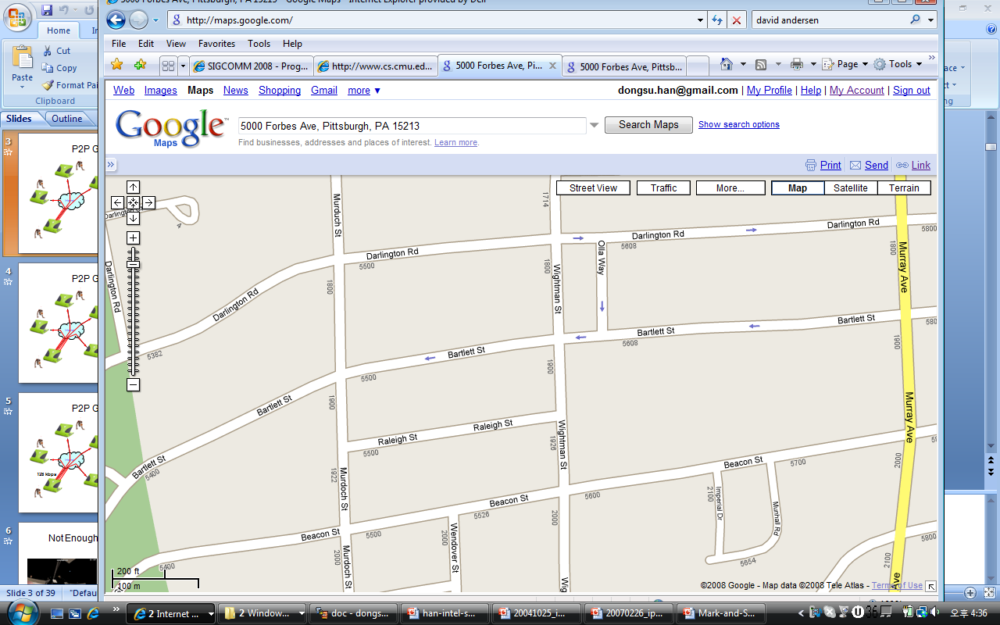 5000 Forbes Ave, Pittsburgh, PA 15213 - Google Maps - Internet Explorer provided by Dell
http://maps.google.com/
david andersen
File Edit View Favorites Tools Help
SIGCOMM 2008 - Prog...
http://www.cs.cmu.ed...
5000 Forbes Ave, Pi...
5000 Forbes Ave, Pittsb...
Page
Tools
Home
Paste
Cut
Copy
Format Pai
Clipboard
Slides
Outline
Web Images Maps News Shopping Gmail more ▼
dongsu.han@gmail.com | My Profile | Help | My Account | Sign out
Google
Maps
5000 Forbes Ave, Pittsburgh, PA 15213
Search Maps
Show search options
Find businesses, addresses and places of interest. Learn more.
Print
Send
Link
Street View
Traffic
More...
Map
Satellite
Terrain
3
P2P G
4
P2P G
5
P2P G
128 kbps
6
Not Enough
Darlington Rd
4
Murdoch St
1714
Darlington Rd
5608
Darlington Rd
5800
Darlington Rd
5500
Olla Way
1800
Murray Ave
Darlington Rd
1800
Wightman St
1800
Darlington Rd
5382
Bartlett St
5608
Bartlett St
1900
Bartlett St
5500
1900
Bartlett St
1900
Raleigh St
5500
Raleigh St
Wightman St
1926
Murray Ave
2000
Bartlett St
5400
Murdoch St
1922
Beacon St
5700
Beacon St
5526
5600
Imperial Dr
2100
Munhall Rd
5654
Beacon St
5500
5400
Wendover St
2000
2000
Murdoch St
2000
5800
2100
Ave
200 ft
100 m
©2008 Google - Map data ©2008 Tele Atlas - Terms of Use
Slide 3 of 39
"Defau
2 Internet ...
2 Window...
doc - dongs...
han-intel-s...
20041025_i...
20070226_ip...
Mark-and-S...
36
오후 4:36